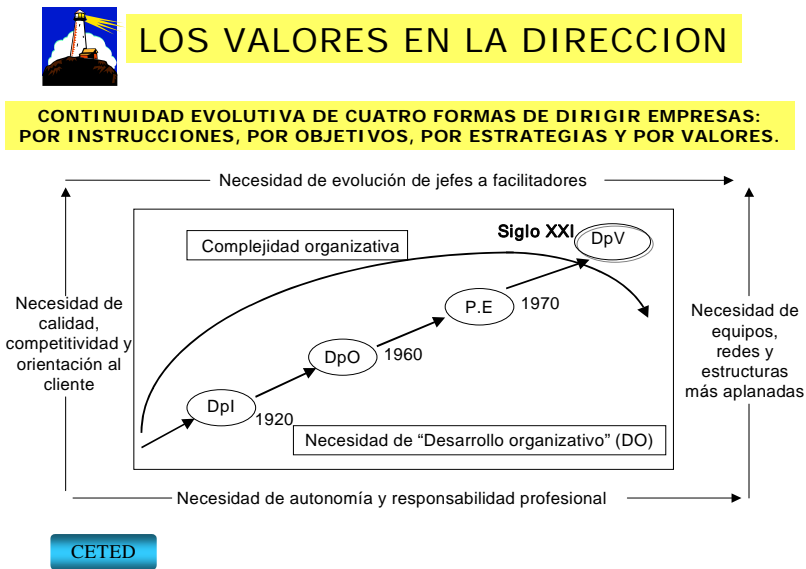 LOS VALORES EN LA DIRECCION
CONTINUIDAD EVOLUTIVA DE CUATRO FORMAS DE DIRIGIR EMPRESAS:
POR INSTRUCCIONES, POR OBJETIVOS, POR ESTRATEGIAS Y POR VALORES.
Necesidad de evolución de jefes a facilitadores
Siglo XXI
DpV
Complejidad organizativa
P.E
1970
Necesidad de
calidad,
competitividad y
orientación al
cliente
Necesidad de
equipos,
redes y
estructuras
más aplanadas
DpO
1960
DpI
1920
Necesidad de “Desarrollo organizativo” (DO)
Necesidad de autonomía y responsabilidad profesional
CETED